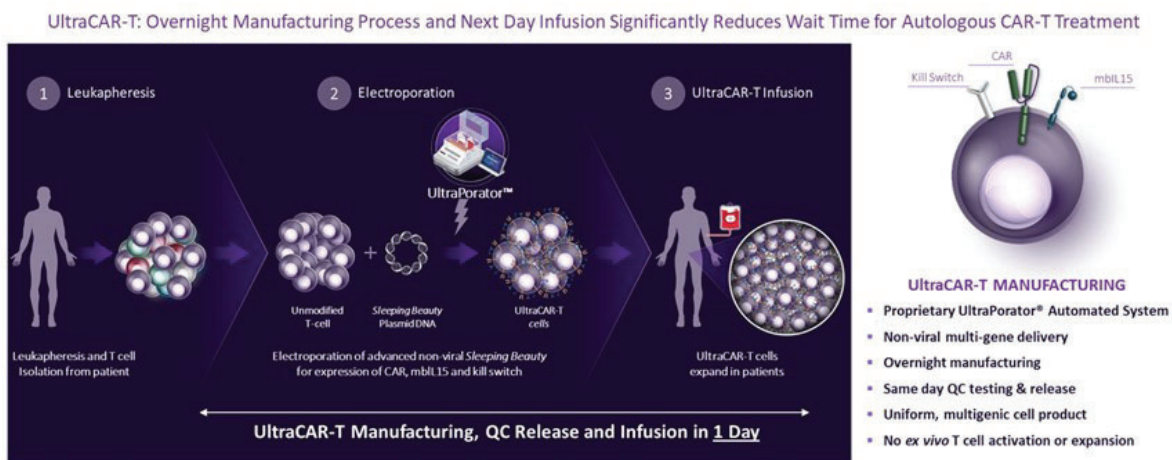 UltraCAR-T: Overnight Manufacturing Process and Next Day Infusion Significantly Reduces Wait Time for Autologous CAR-T Treatment
1 Leukapheresis
2 Electroporation
3 UltraCAR-T Infusion
UltraPorator™
Unmodified
T-cell
+
Sleeping Beauty
Plasmid DNA
UltraCAR-T
cells
Leukapheresis and T cell
Isolation from patient
Electroporation of advanced non-viral Sleeping Beauty
for expression of CAR, mbIL15 and kill switch
UltraCAR-T cells
expand in patients
UltraCAR-T Manufacturing, QC Release and Infusion in 1 Day
CAR
Kill Switch
mbIL15
UltraCAR-T MANUFACTURING
▪ Proprietary UltraPorator® Automated System
▪ Non-viral multi-gene delivery
▪ Overnight manufacturing
▪ Same day QC testing & release
▪ Uniform, multigenic cell product
▪ No ex vivo T cell activation or expansion